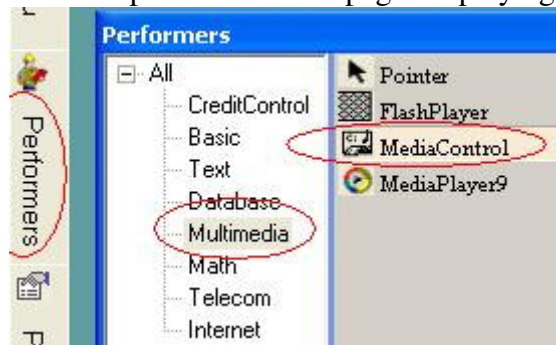 Performers
All
CreditControl
Basic
Text
Database
Multimedia
Math
Telecom
Internet
Pointer
FlashPlayer
MediaControl
MediaPlayer9
Performers